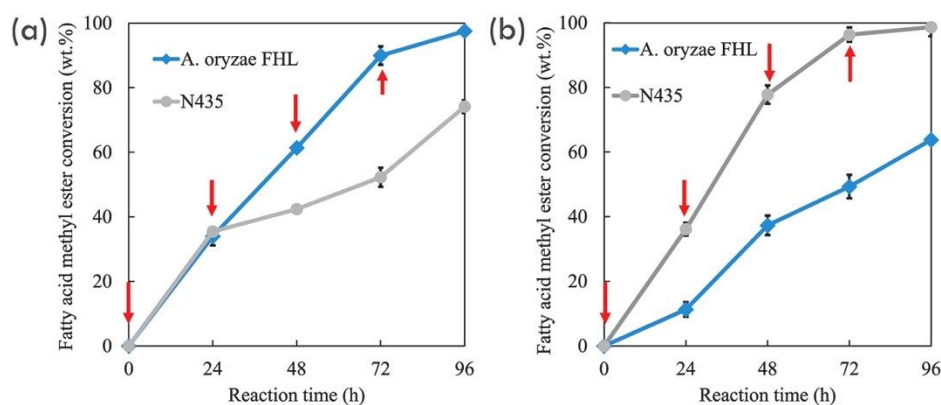 (a)
Fatty acid methyl ester conversion (wt.%)
100
80
60
40
20
0
A. oryzae FHL
N435
0 24 48 72 96
Reaction time (h)
(b)
Fatty acid methyl ester conversion (wt.%)
100
80
60
40
20
0
A. oryzae FHL
N435
0 24 48 72 96
Reaction time (h)